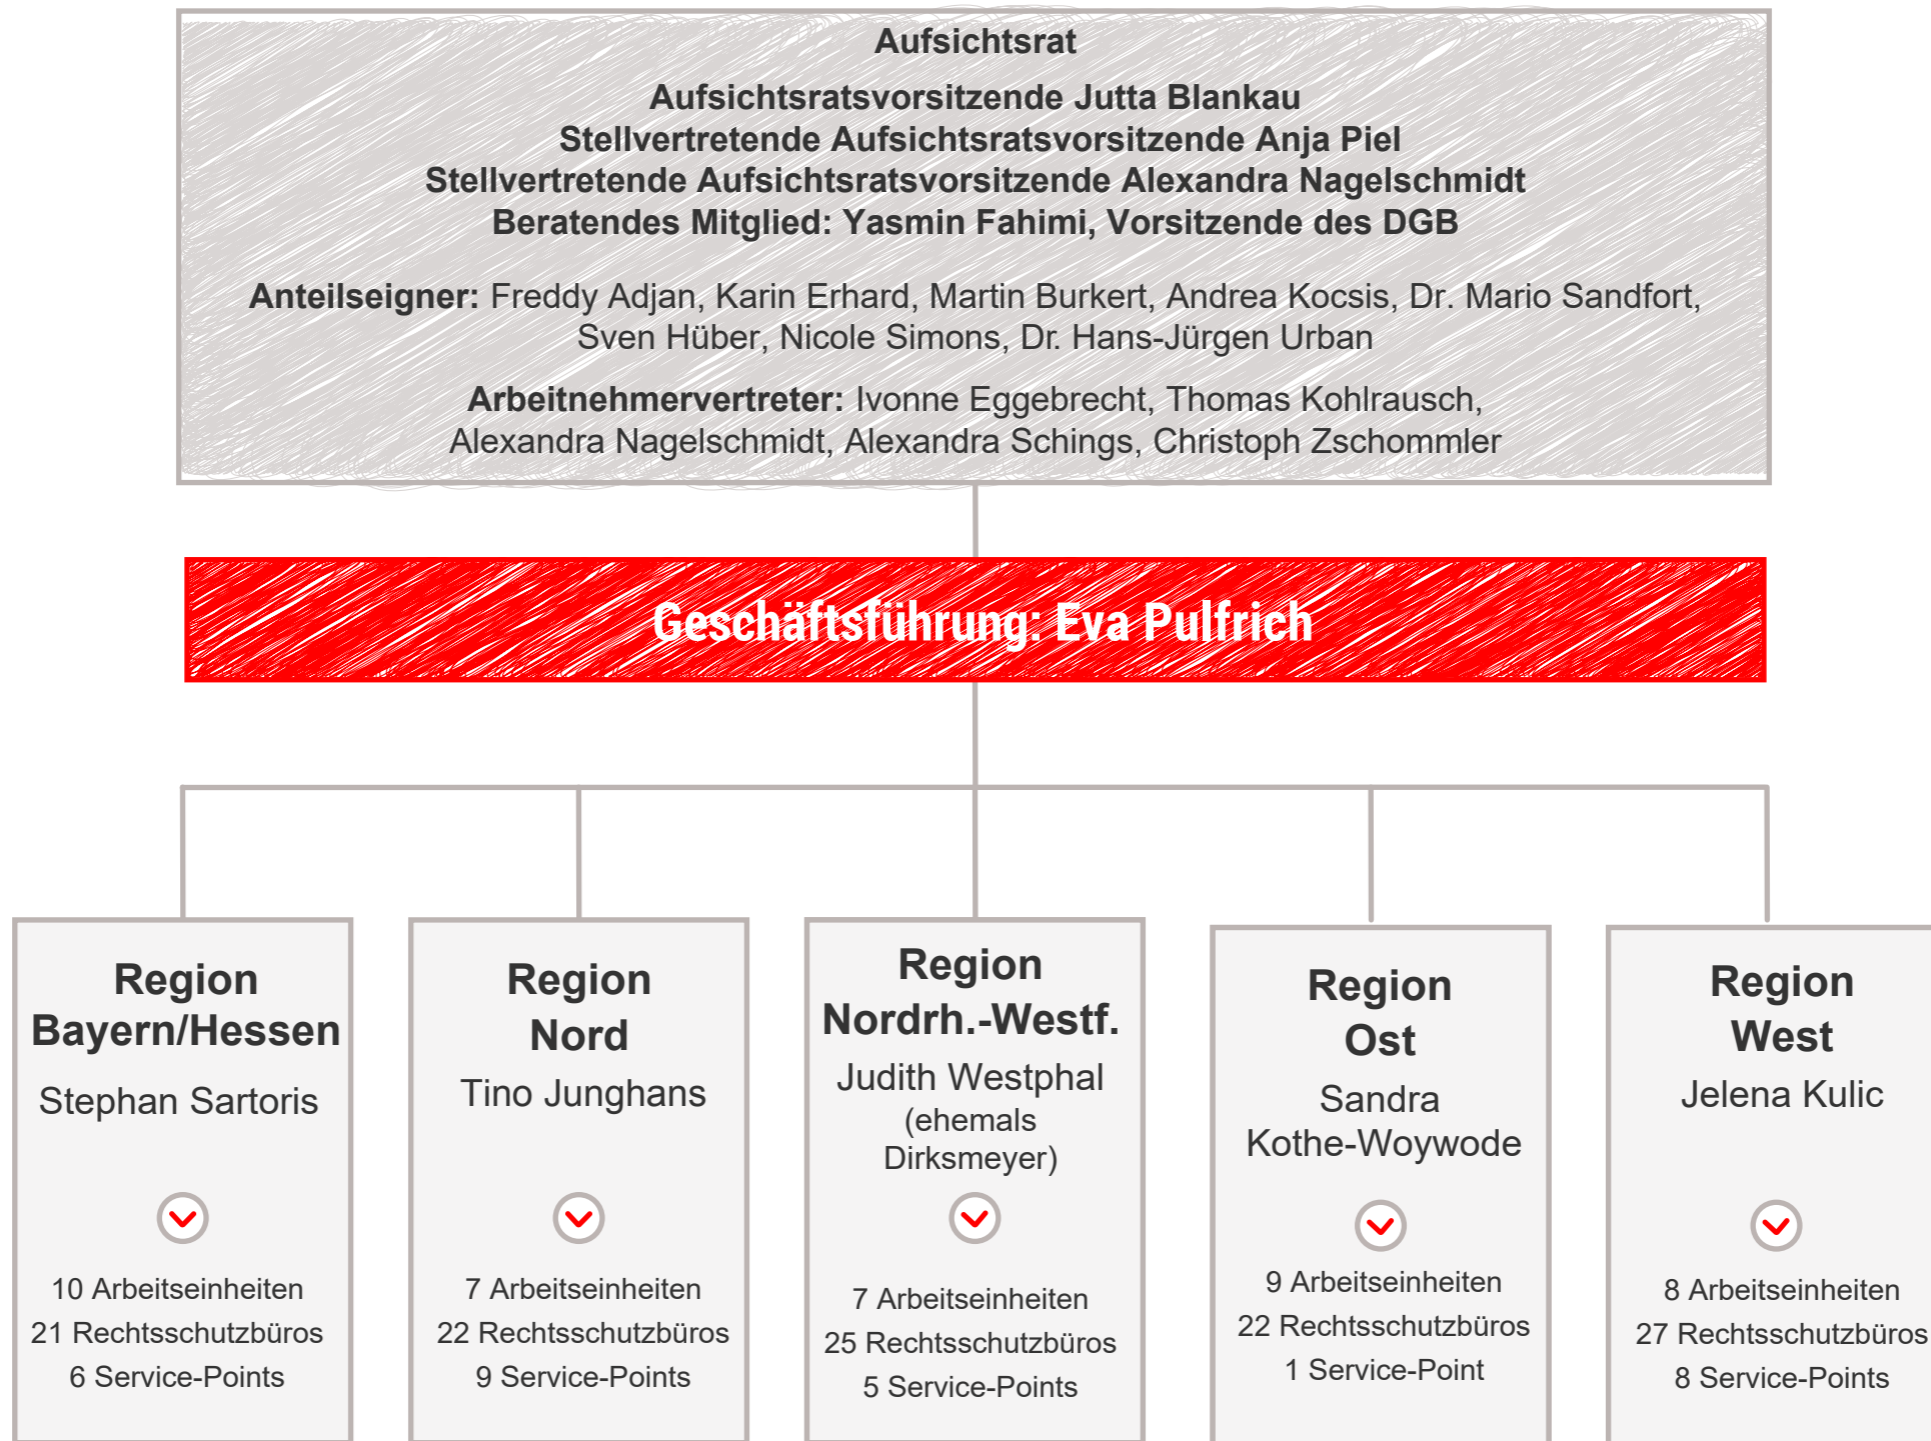 Aufsichtsrat
Aufsichtsratsvorsitzende Jutta Blankau
Stellvertretende Aufsichtsratsvorsitzende Anja Piel
Stellvertretende Aufsichtsratsvorsitzende Alexandra Nagelschmidt
Beratendes Mitglied: Yasmin Fahimi, Vorsitzende des DGB
Anteilseigner: Freddy Adjan, Karin Erhard, Martin Burkert, Andrea Kocsis, Dr. Mario Sandfort,
Sven Hüber, Nicole Simons, Dr. Hans-Jürgen Urban
Arbeitnehmervertreter: Ivonne Eggebrecht, Thomas Kohlrausch,
Alexandra Nagelschmidt, Alexandra Schings, Christoph Zschommler
Geschäftsführung: Eva Pulfrich
Region
Bayern/Hessen
Stephan Sartoris
10 Arbeitseinheiten
21 Rechtsschutzbüros
6 Service-Points
Region
Nord
Tino Junghans
7 Arbeitseinheiten
22 Rechtsschutzbüros
9 Service-Points
Region
Nordrh.-Westf.
Judith Westphal
(ehemals
Dirksmeyer)
7 Arbeitseinheiten
25 Rechtsschutzbüros
5 Service-Points
Region
Ost
Sandra
Kothe-Woywode
9 Arbeitseinheiten
22 Rechtsschutzbüros
1 Service-Point
Region
West
Jelena Kulic
8 Arbeitseinheiten
27 Rechtsschutzbüros
8 Service-Points